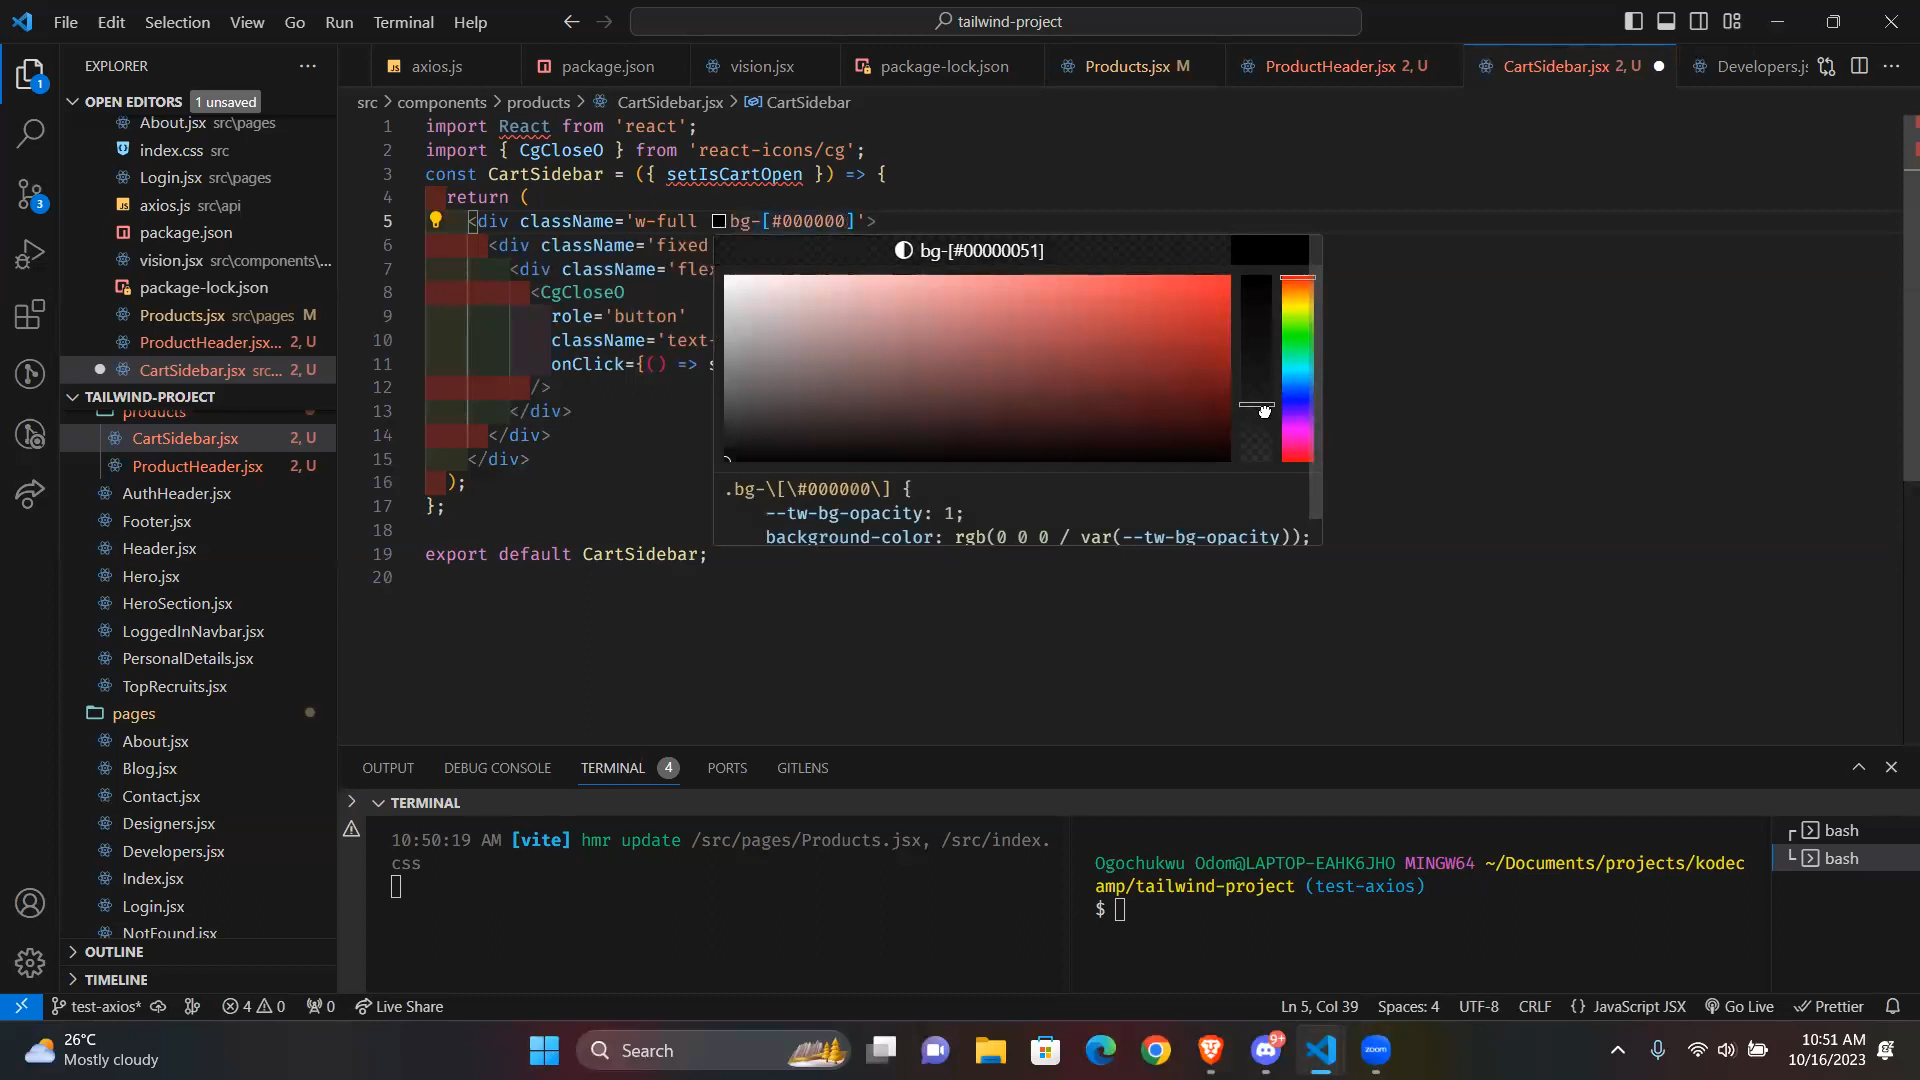 File Edit Selection View Go Run Terminal Help
tailwind-project
EXPLORER
axios.js
package.json
vision.jsx
package-lock.json
Products.jsx M
ProductHeader.jsx 2, U
CartSidebar.jsx 2, U
Developers.j
OPEN EDITORS 1 unsaved
src > components > products > CartSidebar.jsx > CartSidebar
About.jsx src\pages
index.css src
Login.jsx src\pages
axios.js src\api
package.json
vision.jsx src\components\...
package-lock.json
Products.jsx src\pages M
ProductHeader.jsx... 2, U
CartSidebar.jsx src... 2, U
TAILWIND-PROJECT
products
CartSidebar.jsx 2, U
ProductHeader.jsx 2, U
AuthHeader.jsx
Footer.jsx
Header.jsx
Hero.jsx
HeroSection.jsx
LoggedInNavbar.jsx
PersonalDetails.jsx
TopRecruits.jsx
pages
About.jsx
Blog.jsx
Contact.jsx
Designers.jsx
Developers.jsx
Index.jsx
Login.jsx
NotFound.jsx
OUTLINE
TIMELINE
1 import React from 'react';
2 import { CgCloseO } from 'react-icons/cg';
3 const CartSidebar = ({ setIsCartOpen }) => {
4 return (
5 <div className='w-full bg-[#000000]'>
6 <div className='fixed
7 <div className='flex
8 <CgCloseO
9 role='button'
10 className='text-
11 onClick={() => s
12 />
13 </div>
14 </div>
15 </div>
16 );
17 };
18
19 export default CartSidebar;
20
bg-[#00000051]
.bg-\[\#000000\] {
--tw-bg-opacity: 1;
background-color: rgb(0 0 0 / var(--tw-bg-opacity));
OUTPUT DEBUG CONSOLE TERMINAL 4 PORTS GITLENS
TERMINAL
10:50:19 AM [vite] hmr update /src/pages/Products.jsx, /src/index.
css
Ogochukwu Odom@LAPTOP-EAHK6JHO MINGW64 ~/Documents/projects/kodec
amp/tailwind-project (test-axios)
$
bash
bash
1
3
test-axios* 4 0 0 Live Share
Ln 5, Col 39 Spaces: 4 UTF-8 CRLF {} JavaScript JSX Go Live Prettier
26°C
Mostly cloudy
Search
9+
zoom
10:51 AM
10/16/2023